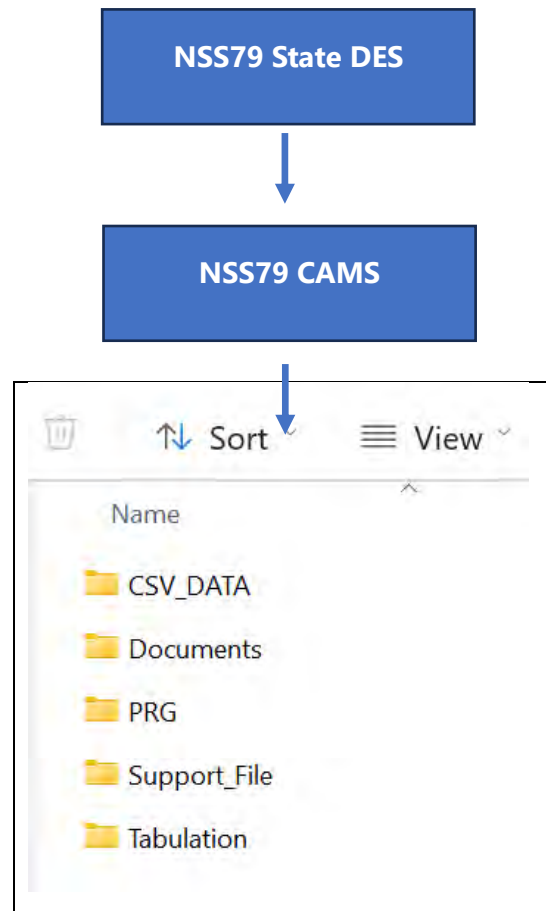 NSS79 State DES
NSS79 CAMS
Sort View
Name
CSV_DATA
Documents
PRG
Support_File
Tabulation